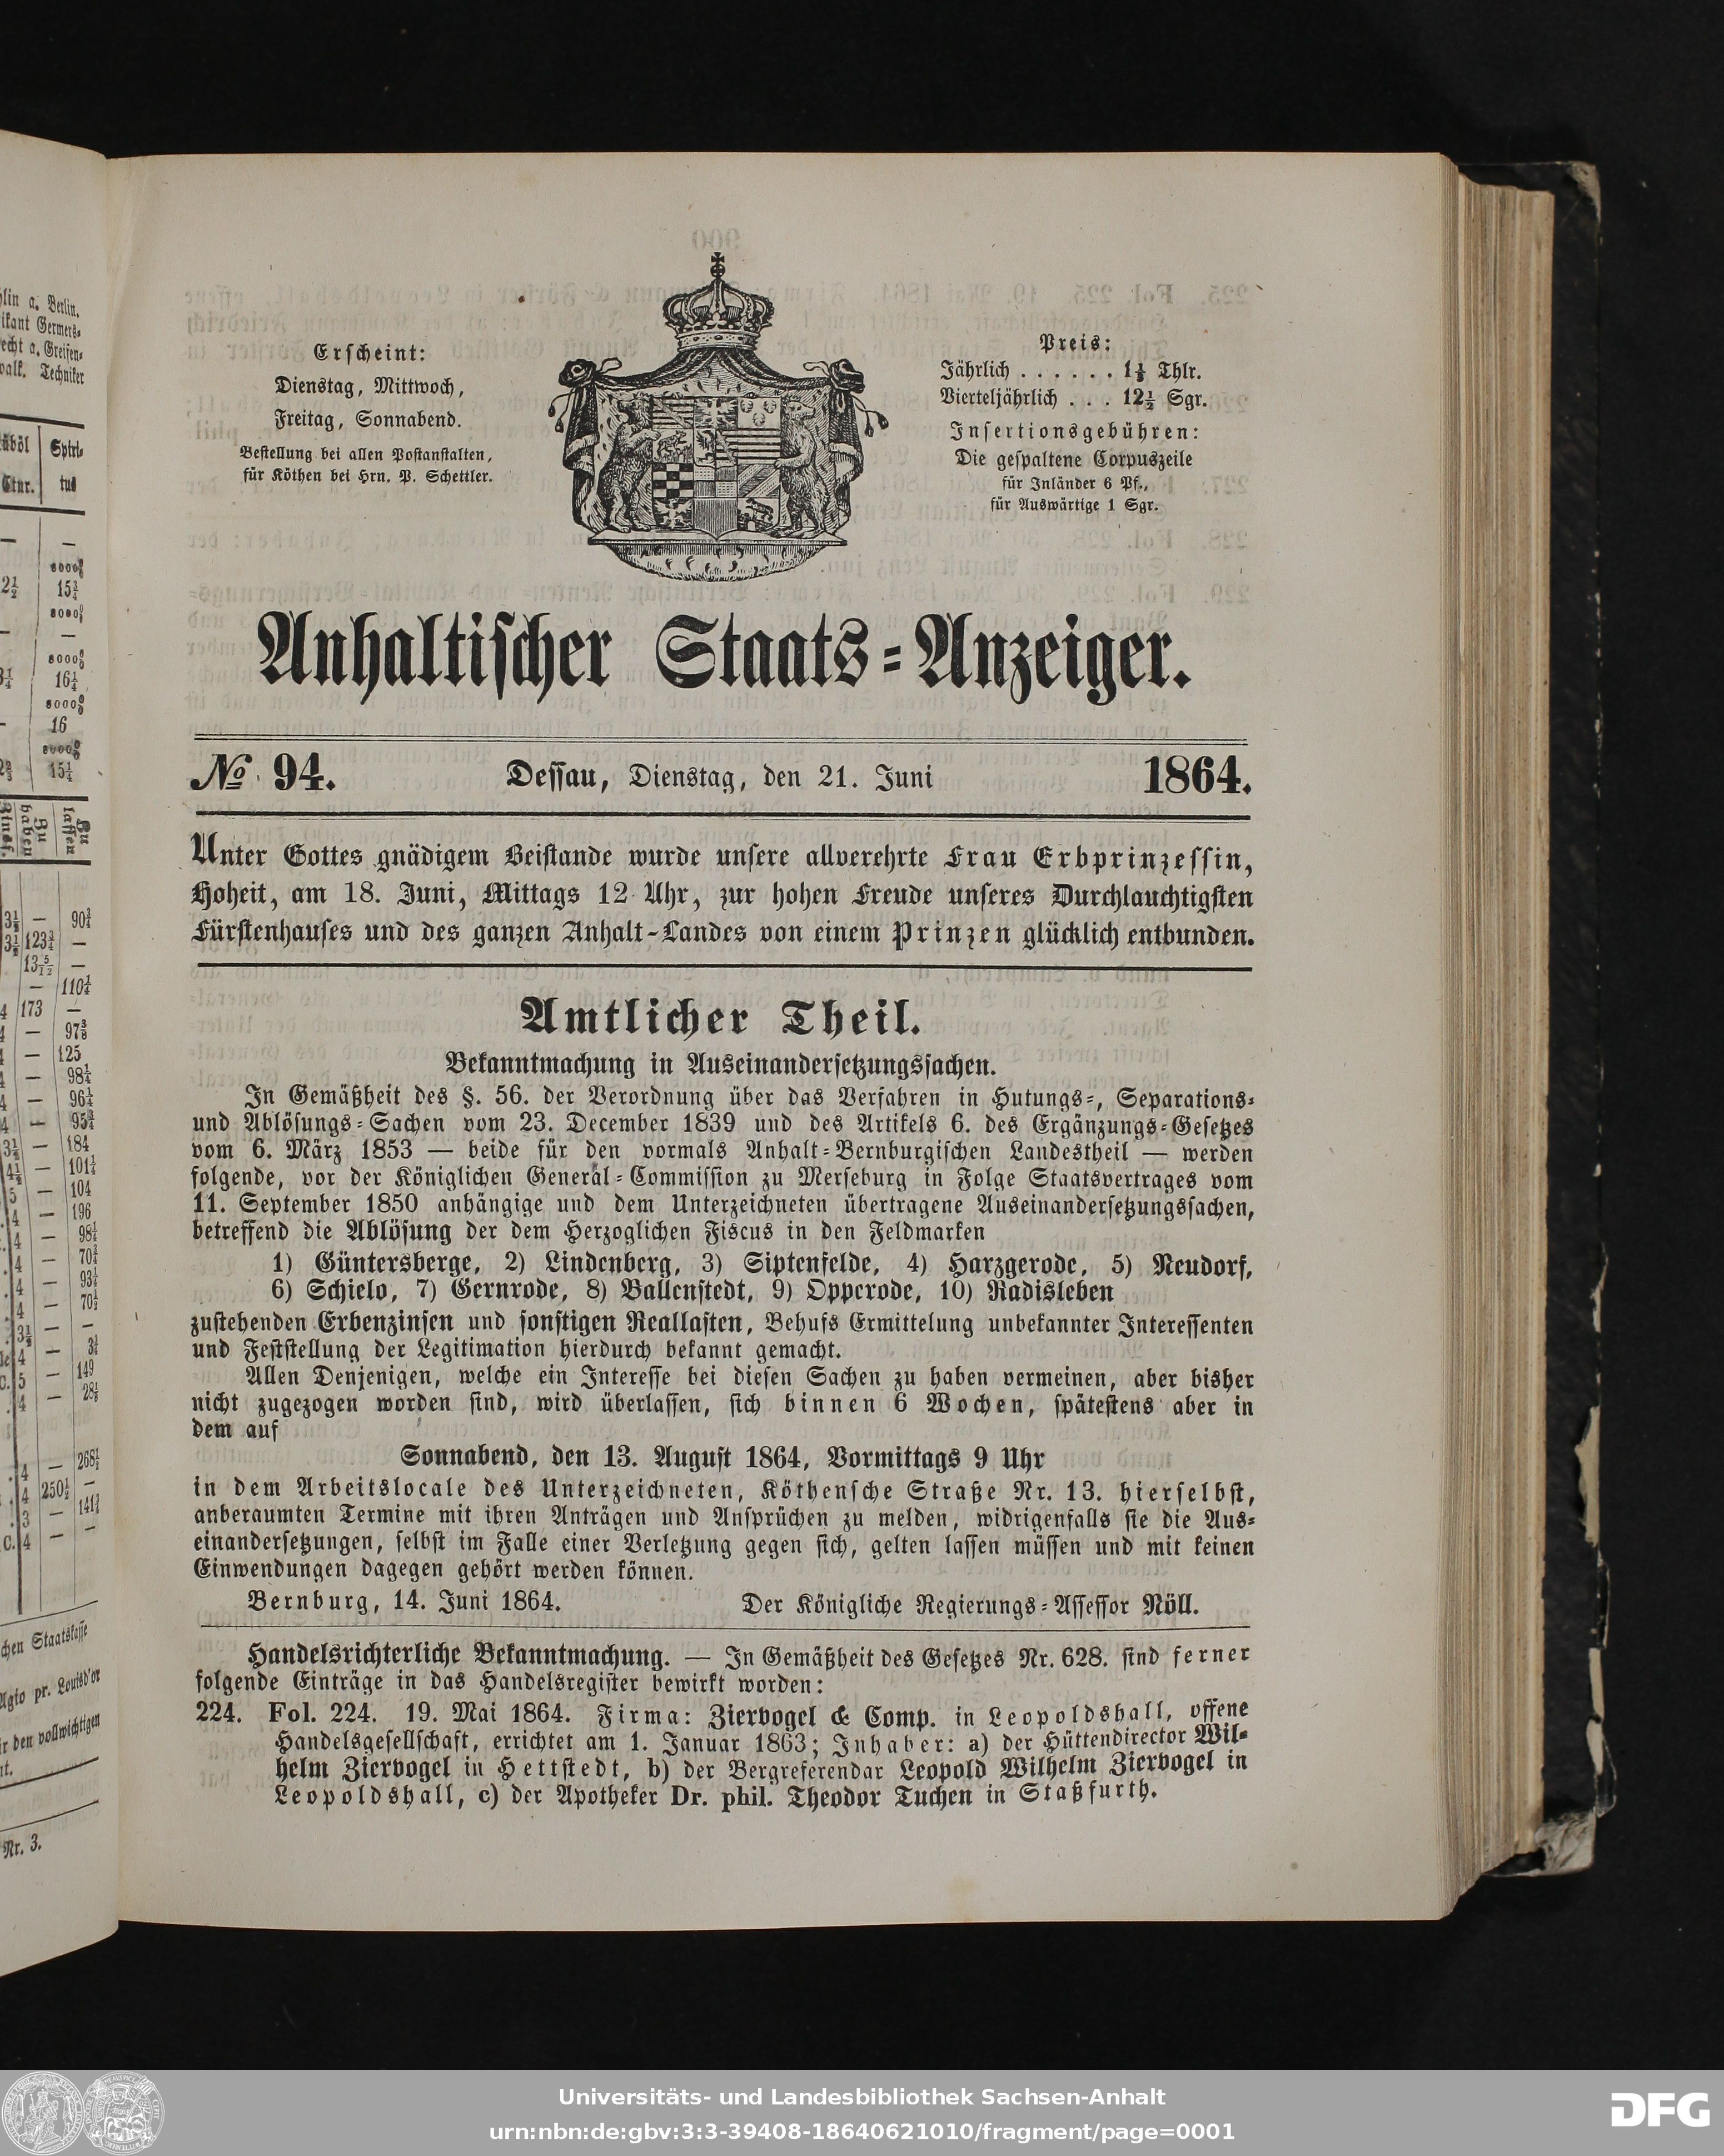 Erscheint:
Dienstag, Mittwoch,
Freitag, Sonnabend.
Bestellung bei allen Postanstalten,
für Köthen bei Hrn. P. Schettler.
Preis:
Jährlich . . . . . . 1⅓ Thlr.
Vierteljährlich . . . 12½ Sgr.
Insertionsgebühren:
Die gespaltene Corpuszeile
für Inländer 6 Pf.,
für Auswärtige 1 Sgr.
Anhaltischer Staats-Anzeiger.
No 94. Dessau, Dienstag, den 21. Juni 1864.
Unter Gottes gnädigem Beistande wurde unsere allverehrte Frau Erbprinzessin,
Hoheit, am 18. Juni, Mittags 12 Uhr, zur hohen Freude unseres Durchlauchtigsten
Fürstenhauses und des ganzen Anhalt-Landes von einem Prinzen glücklich entbunden.
Amtlicher Theil.
Bekanntmachung in Auseinandersetzungssachen.
In Gemäßheit des §. 56. der Verordnung über das Verfahren in Hutungs-, Separations-
und Ablösungs-Sachen vom 23. December 1839 und des Artikels 6. des Ergänzungs-Gesetzes
vom 6. März 1853 — beide für den vormals Anhalt-Bernburgischen Landestheil — werden
folgende, vor der Königlichen General-Commission zu Merseburg in Folge Staatsvertrages vom
11. September 1850 anhängige und dem Unterzeichneten übertragene Auseinandersetzungssachen,
betreffend die Ablösung der dem Herzoglichen Fiscus in den Feldmarken
1) Güntersberge, 2) Lindenberg, 3) Siptenfelde, 4) Harzgerode, 5) Neudorf,
6) Schielo, 7) Gernrode, 8) Ballenstedt, 9) Opperode, 10) Radisleben
zustehenden Erbenzinsen und sonstigen Reallasten, Behufs Ermittelung unbekannter Interessenten
und Feststellung der Legitimation hierdurch bekannt gemacht.
Allen Denjenigen, welche ein Interesse bei diesen Sachen zu haben vermeinen, aber bisher
nicht zugezogen worden sind, wird überlassen, sich binnen 6 Wochen, spätestens aber in
dem auf
Sonnabend, den 13. August 1864, Vormittags 9 Uhr
in dem Arbeitslocale des Unterzeichneten, Köthensche Straße Nr. 13. hierselbst,
anberaumten Termine mit ihren Anträgen und Ansprüchen zu melden, widrigenfalls sie die Aus-
einandersetzungen, selbst im Falle einer Verletzung gegen sich, gelten lassen müssen und mit keinen
Einwendungen dagegen gehört werden können.
Bernburg, 14. Juni 1864. Der Königliche Regierungs-Assessor Nöll.
Handelsrichterliche Bekanntmachung. — In Gemäßheit des Gesetzes Nr. 628. sind ferner
folgende Einträge in das Handelsregister bewirkt worden:
224. Fol. 224. 19. Mai 1864. Firma: Ziervogel & Comp. in Leopoldshall, offene
Handelsgesellschaft, errichtet am 1. Januar 1863; Inhaber: a) der Hüttendirector Wil-
helm Ziervogel in Hettstedt, b) der Bergreferendar Leopold Wilhelm Ziervogel in
Leopoldshall, c) der Apotheker Dr. phil. Theodor Tuchen in Staßfurth.
Universitäts- und Landesbibliothek Sachsen-Anhalt
urn:nbn:de:gbv:3:3-39408-18640621010/fragment/page=0001
DFG